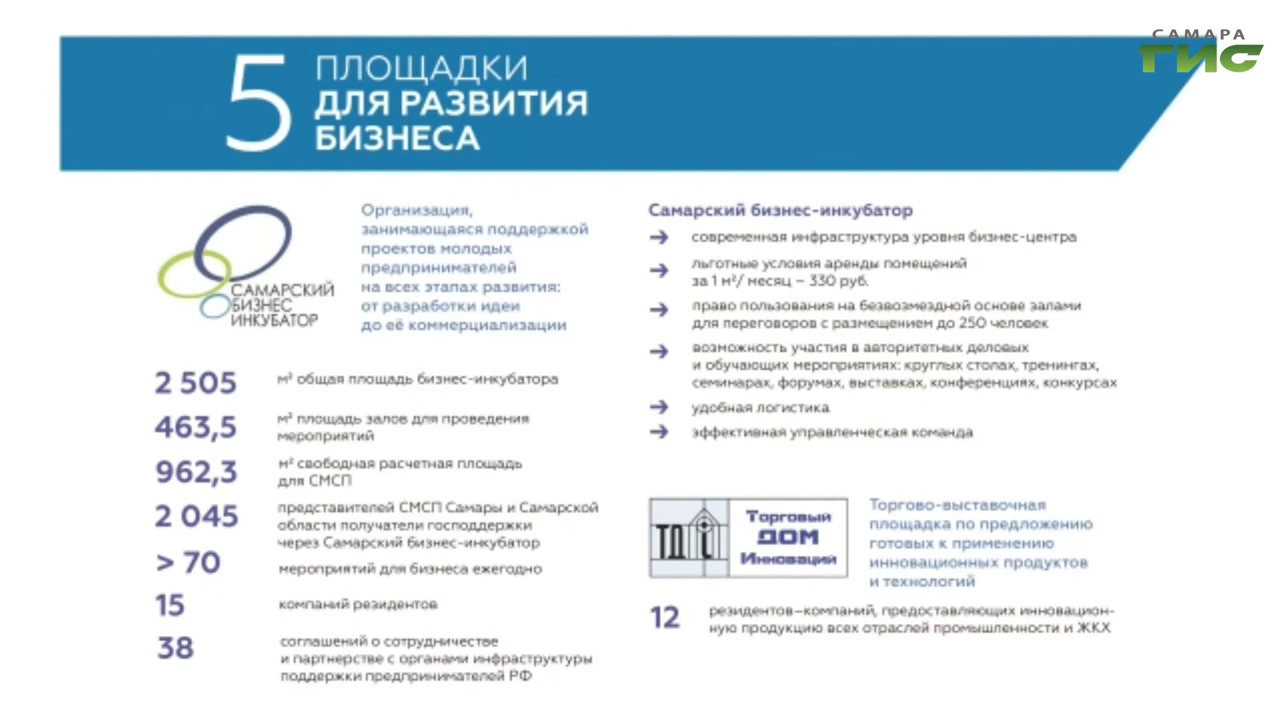 САМАРА
ГИС
5
ПЛОЩАДКИ
ДЛЯ РАЗВИТИЯ
БИЗНЕСА
САМАРСКИЙ
БИЗНЕС
ИНКУБАТОР
Организация,
занимающаяся поддержкой
проектов молодых
предпринимателей
на всех этапах развития:
от разработки идеи
до её коммерциализации
2 505
м² общая площадь бизнес-инкубатора
463,5
м² площадь залов для проведения
мероприятий
962,3
м² свободная расчетная площадь
для СМСП
2 045
представителей СМСП Самары и Самарской
области получатели господдержки
через Самарский бизнес-инкубатор
> 70
мероприятий для бизнеса ежегодно
15
компаний резидентов
38
соглашений о сотрудничестве
и партнерстве с органами инфраструктуры
поддержки предпринимателей РФ
Самарский бизнес-инкубатор
→ современная инфраструктура уровня бизнес-центра
→ льготные условия аренды помещений
за 1 м²/ месяц – 330 руб.
→ право пользования на безвозмездной основе залами
для переговоров с размещением до 250 человек
→ возможность участия в авторитетных деловых
и обучающих мероприятиях: круглых столах, тренингах,
семинарах, форумах, выставках, конференциях, конкурсах
→ удобная логистика
→ эффективная управленческая команда
ТДИ
Торговый
ДОМ
Инноваций
Торгово-выставочная
площадка по предложению
готовых к применению
инновационных продуктов
и технологий
12
резидентов–компаний, предоставляющих инновацион-
ную продукцию всех отраслей промышленности и ЖКХ